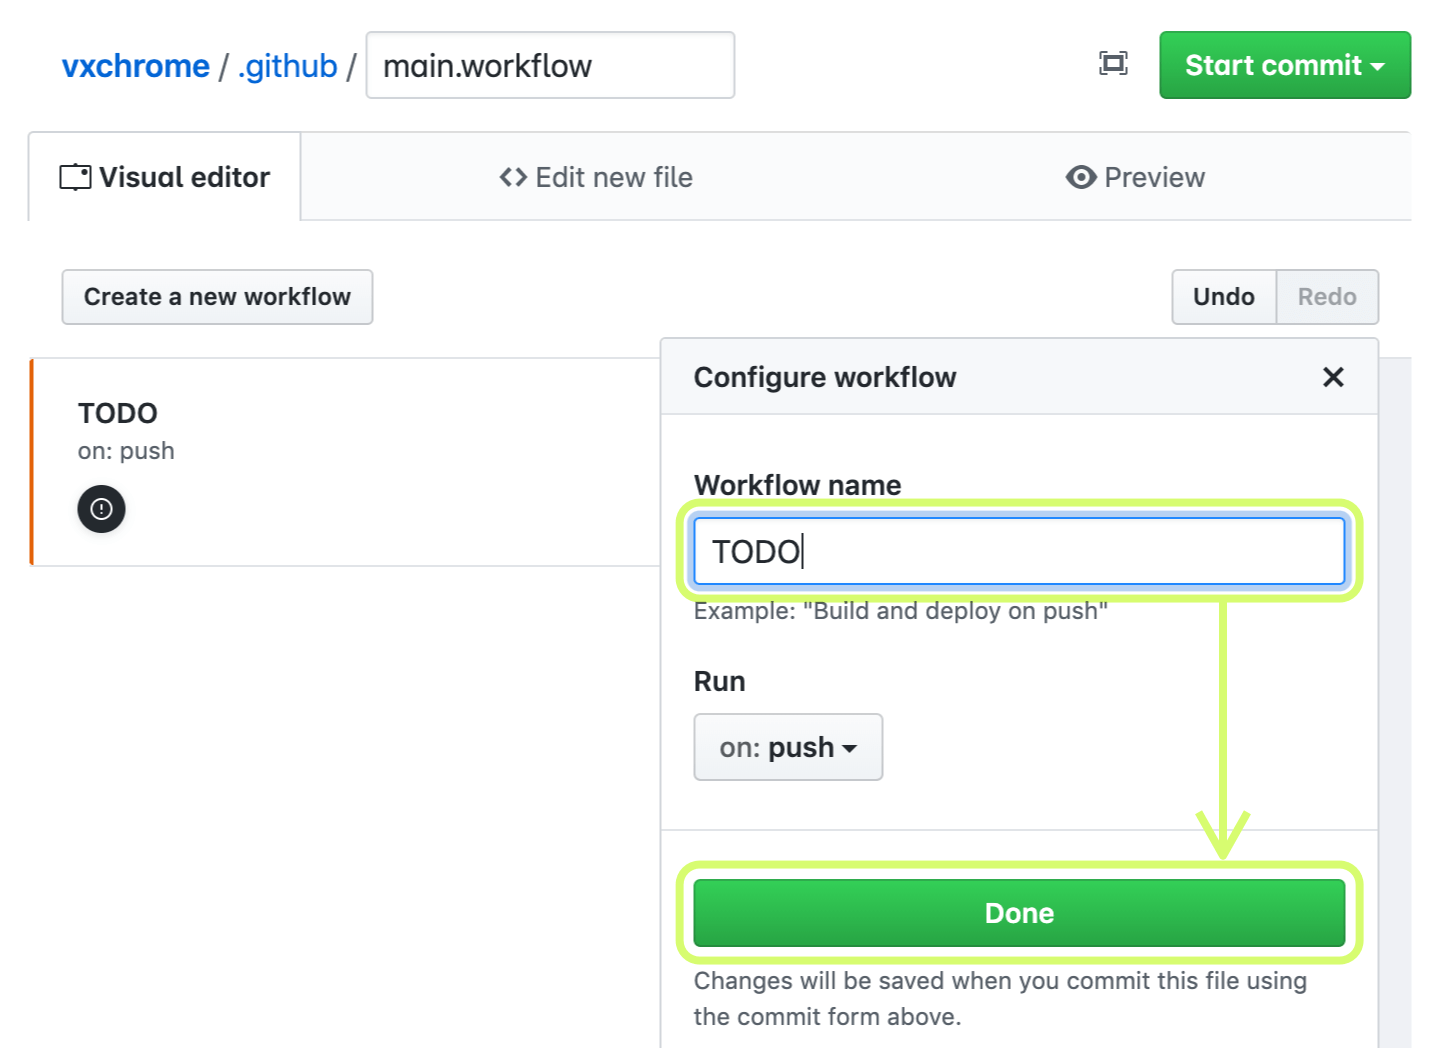 vxchrome / .github / main.workflow
Start commit
Visual editor
Edit new file
Preview
Create a new workflow
Undo
Redo
TODO
on: push
Configure workflow
Workflow name
TODO
Example: "Build and deploy on push"
Run
on: push
Done
Changes will be saved when you commit this file using
the commit form above.